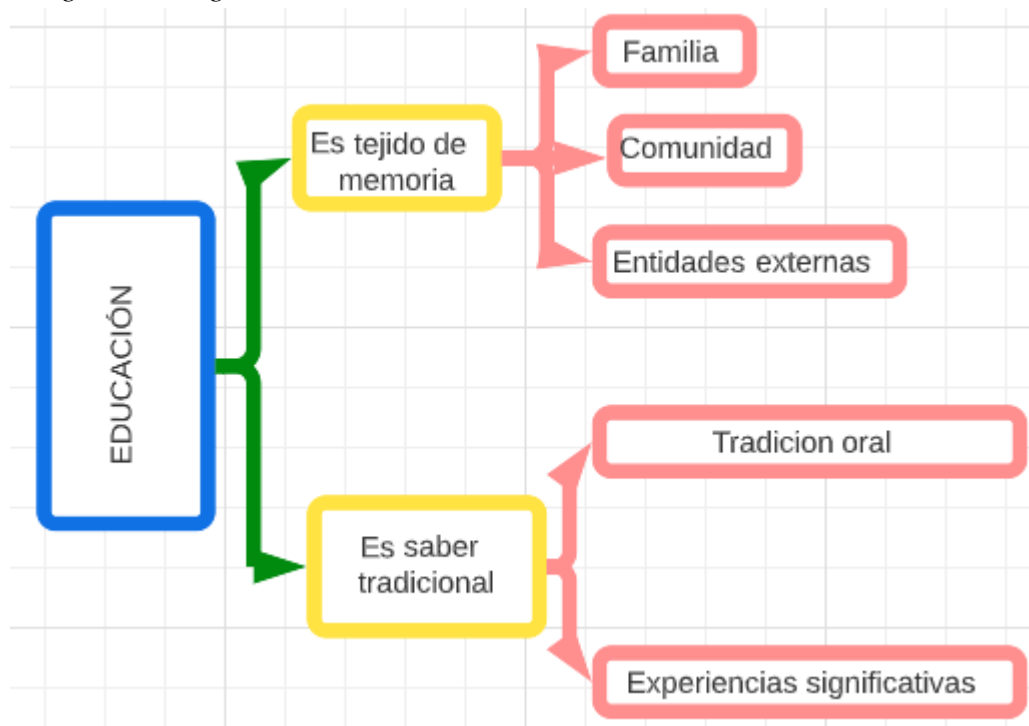 EDUCACIÓN
Es tejido de
memoria
Familia
Comunidad
Entidades externas
Es saber
tradicional
Tradicion oral
Experiencias significativas